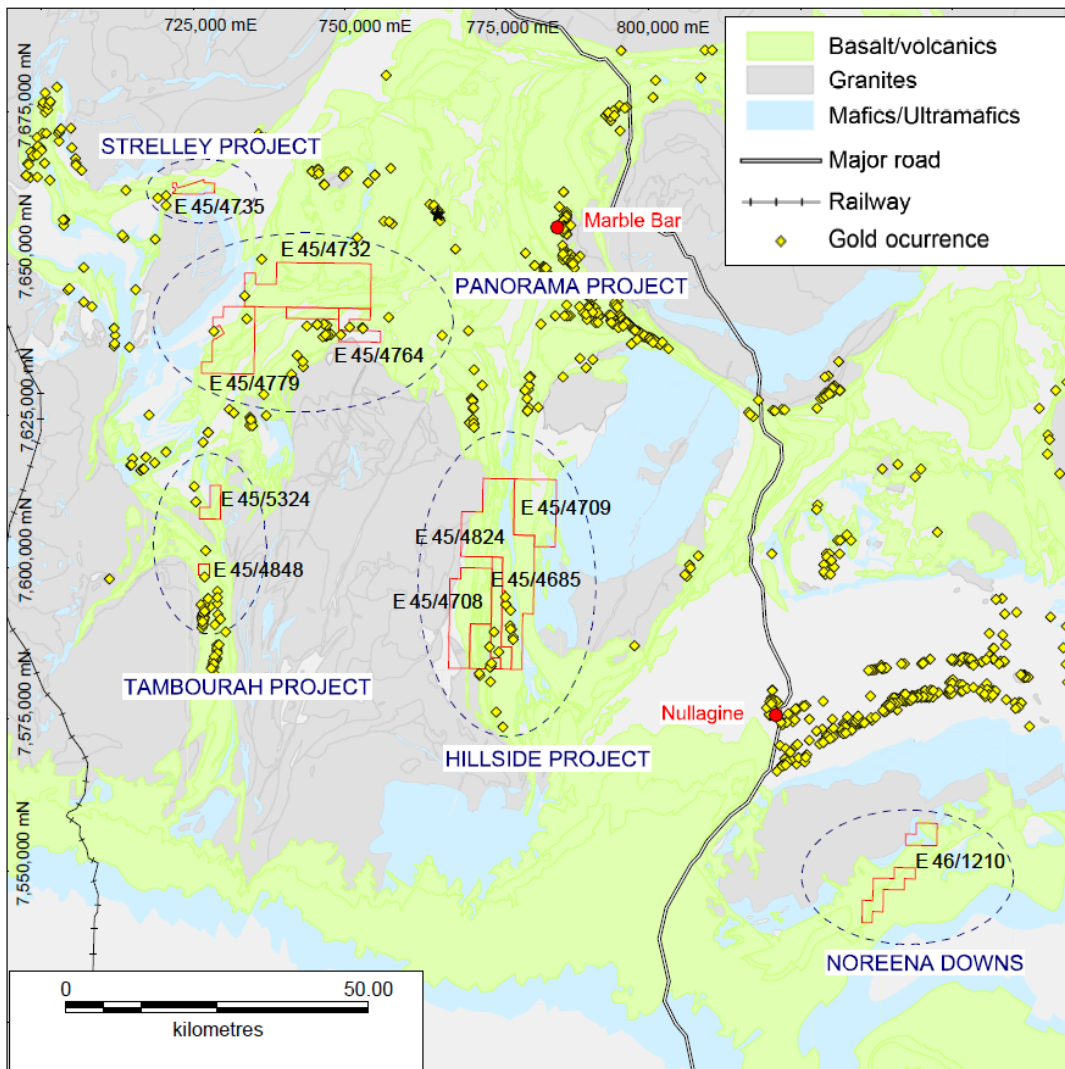 725,000 mE
750,000 mE
775,000 mE
800,000 mE
Basalt/volcanics
Granites
Mafics/Ultramafics
Major road
Railway
Gold ocurrence
7,675,000 mN
7,650,000 mN
7,625,000 mN
7,600,000 mN
7,575,000 mN
7,550,000 mN
STRELLEY PROJECT
E 45/4735
Marble Bar
E 45/4732
PANORAMA PROJECT
E 45/4764
E 45/4779
E 45/5324
E 45/4709
E 45/4824
E 45/4848
E 45/4685
E 45/4708
TAMBOURAH PROJECT
Nullagine
HILLSIDE PROJECT
E 46/1210
NOREENA DOWNS
0
50.00
kilometres